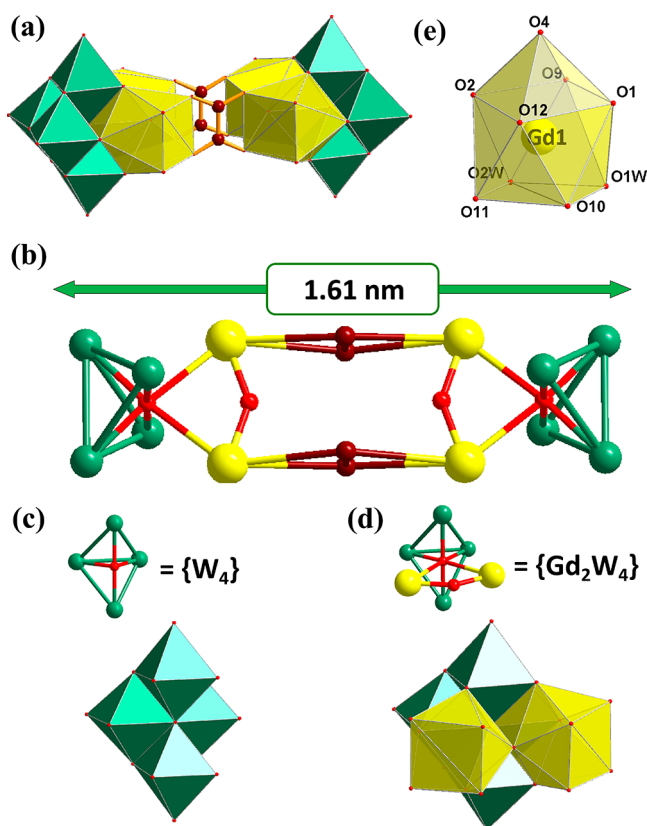 (a)
(e)
O4
O2
O9
O1
O12
Gd1
O2W
O1W
O11
O10
(b)
1.61 nm
(c)
(d)
= {W₄}
= {Gd₂W₄}